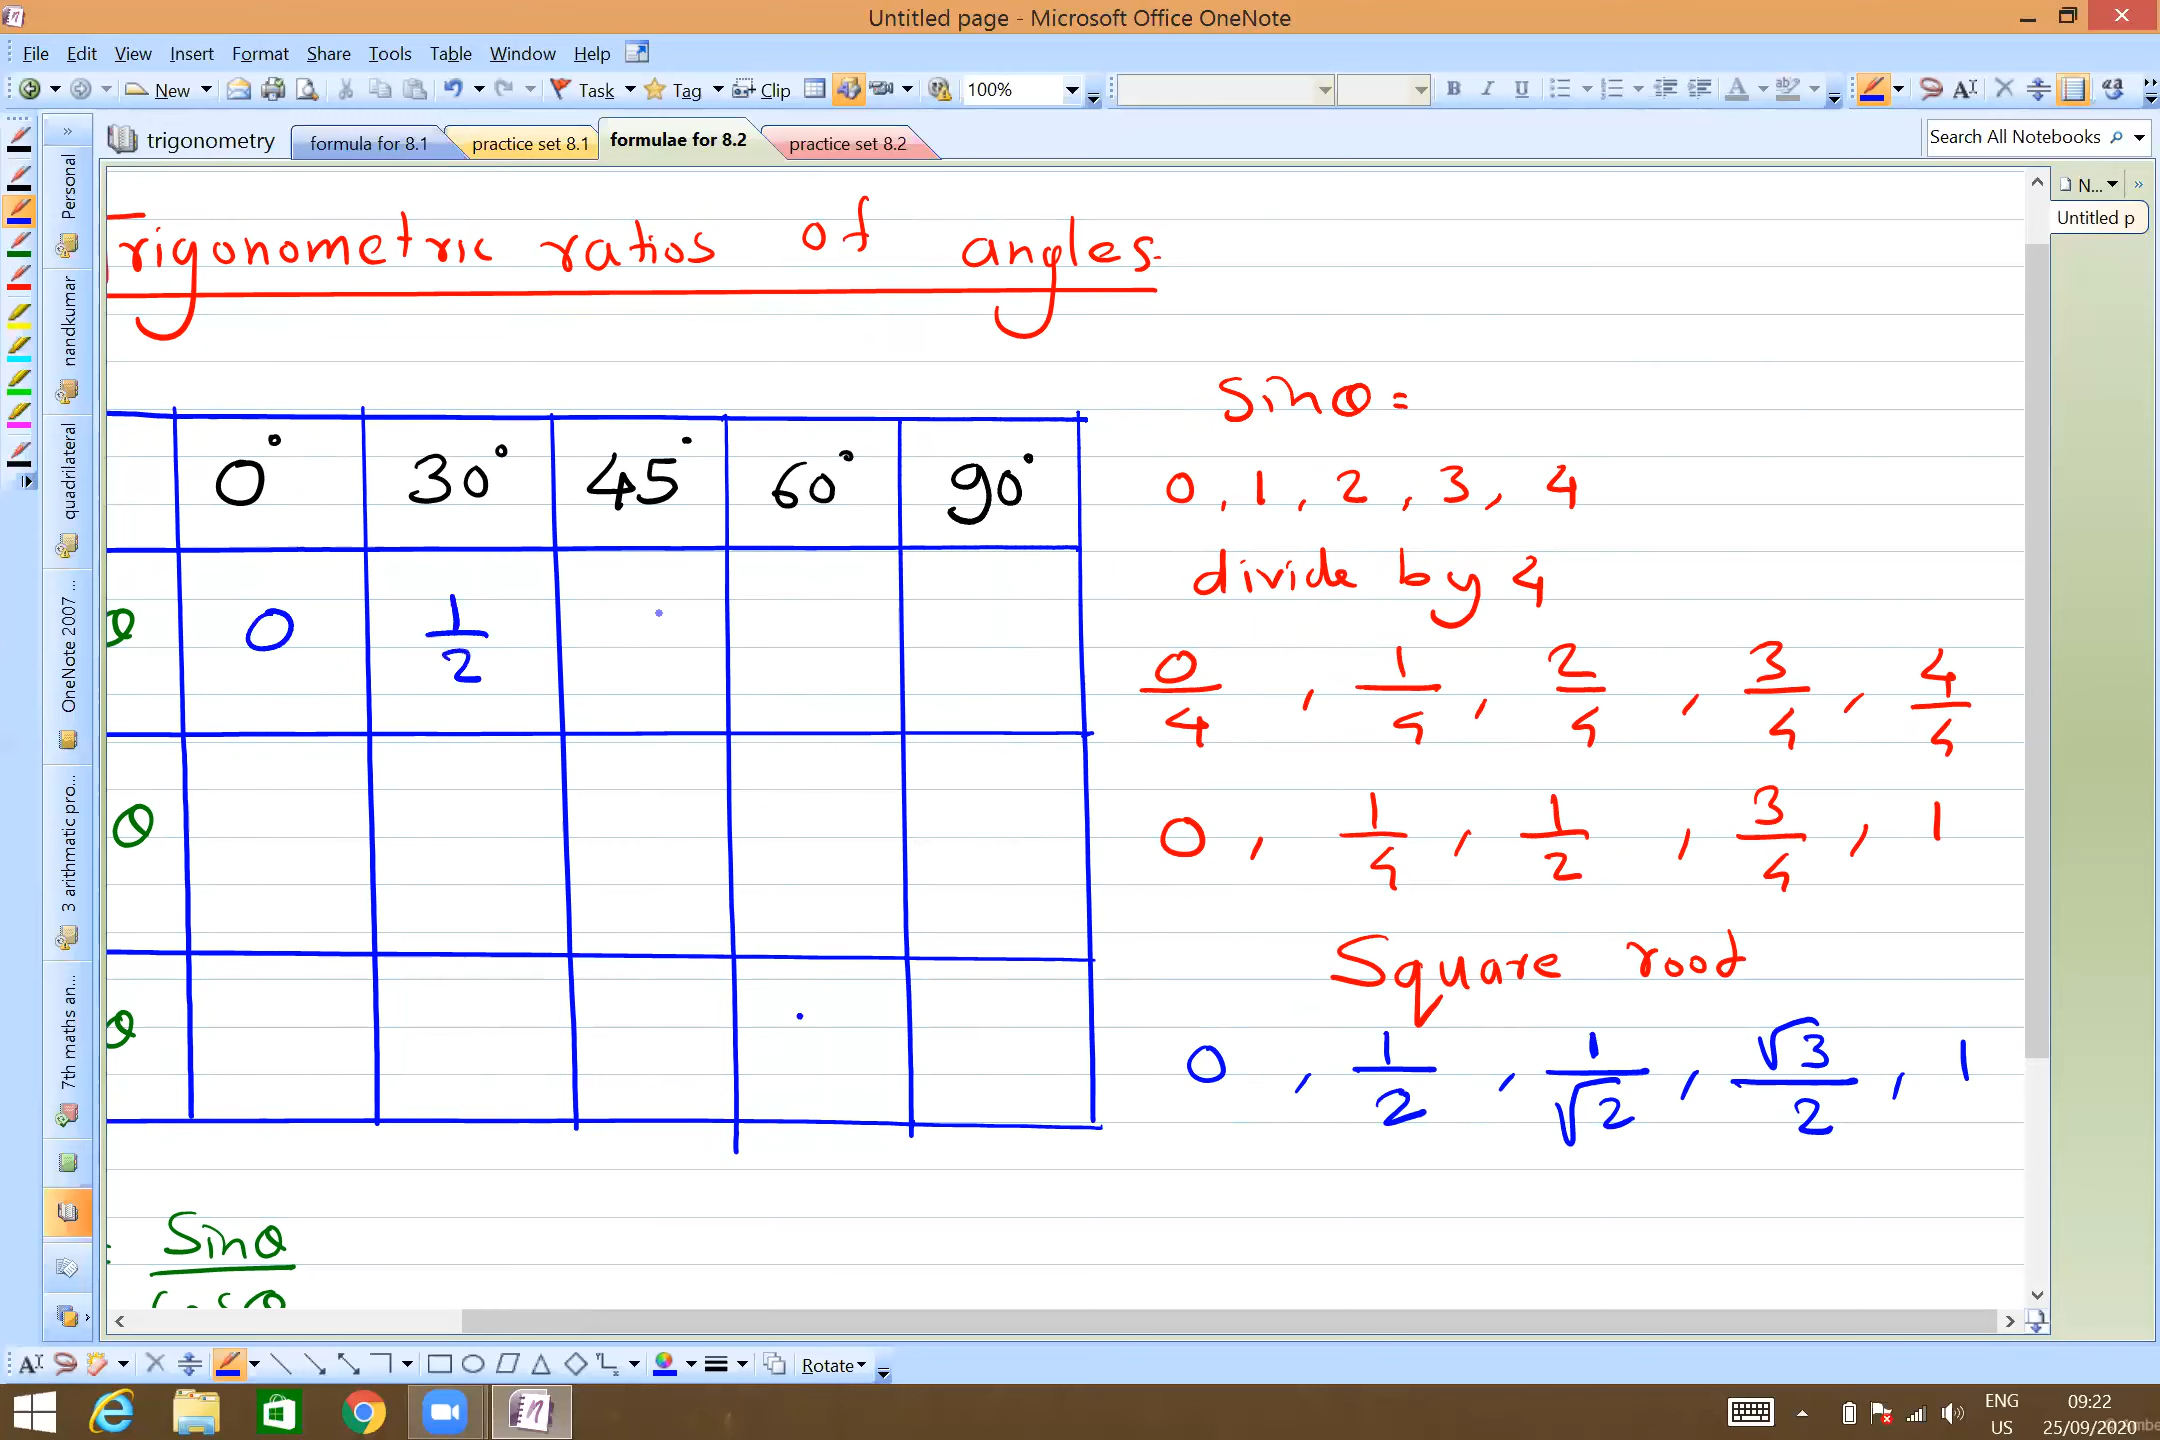 Untitled page - Microsoft Office OneNote
File Edit View Insert Format Share Tools Table Window Help
New Task Tag Clip 100% B I U
trigonometry formula for 8.1 practice set 8.1 formulae for 8.2 practice set 8.2
Search All Notebooks
N...
Untitled p
Personal
nandkumar
quadrilateral
OneNote 2007 ...
3 arithmatic pro...
7th maths an...
Trigonometric ratios of angles.
0° 30° 45° 60° 90°
θ 0 1/2
θ
θ
Sinθ =
0 , 1 , 2 , 3 , 4
divide by 4
0/4 , 1/4 , 2/4 , 3/4 , 4/4
0 , 1/4 , 1/2 , 3/4 , 1
Square root
0 , 1/2 , 1/√2 , √3/2 , 1
= Sinθ
cosθ
Rotate
ENG
US
09:22
25/09/2020